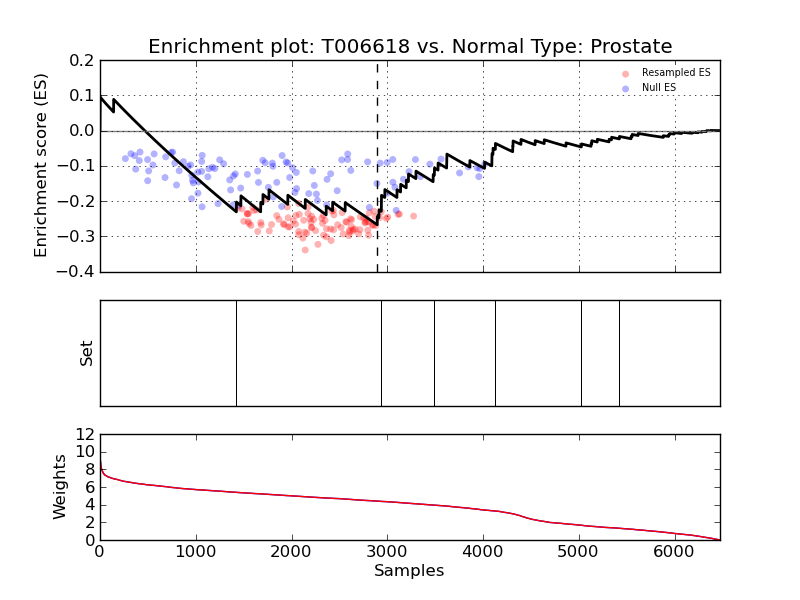 Enrichment plot: T006618 vs. Normal Type: Prostate
Enrichment score (ES)
0.2
0.1
0.0
−0.1
−0.2
−0.3
−0.4
Resampled ES
Null ES
Set
Weights
12
10
8
6
4
2
0
0 1000 2000 3000 4000 5000 6000
Samples